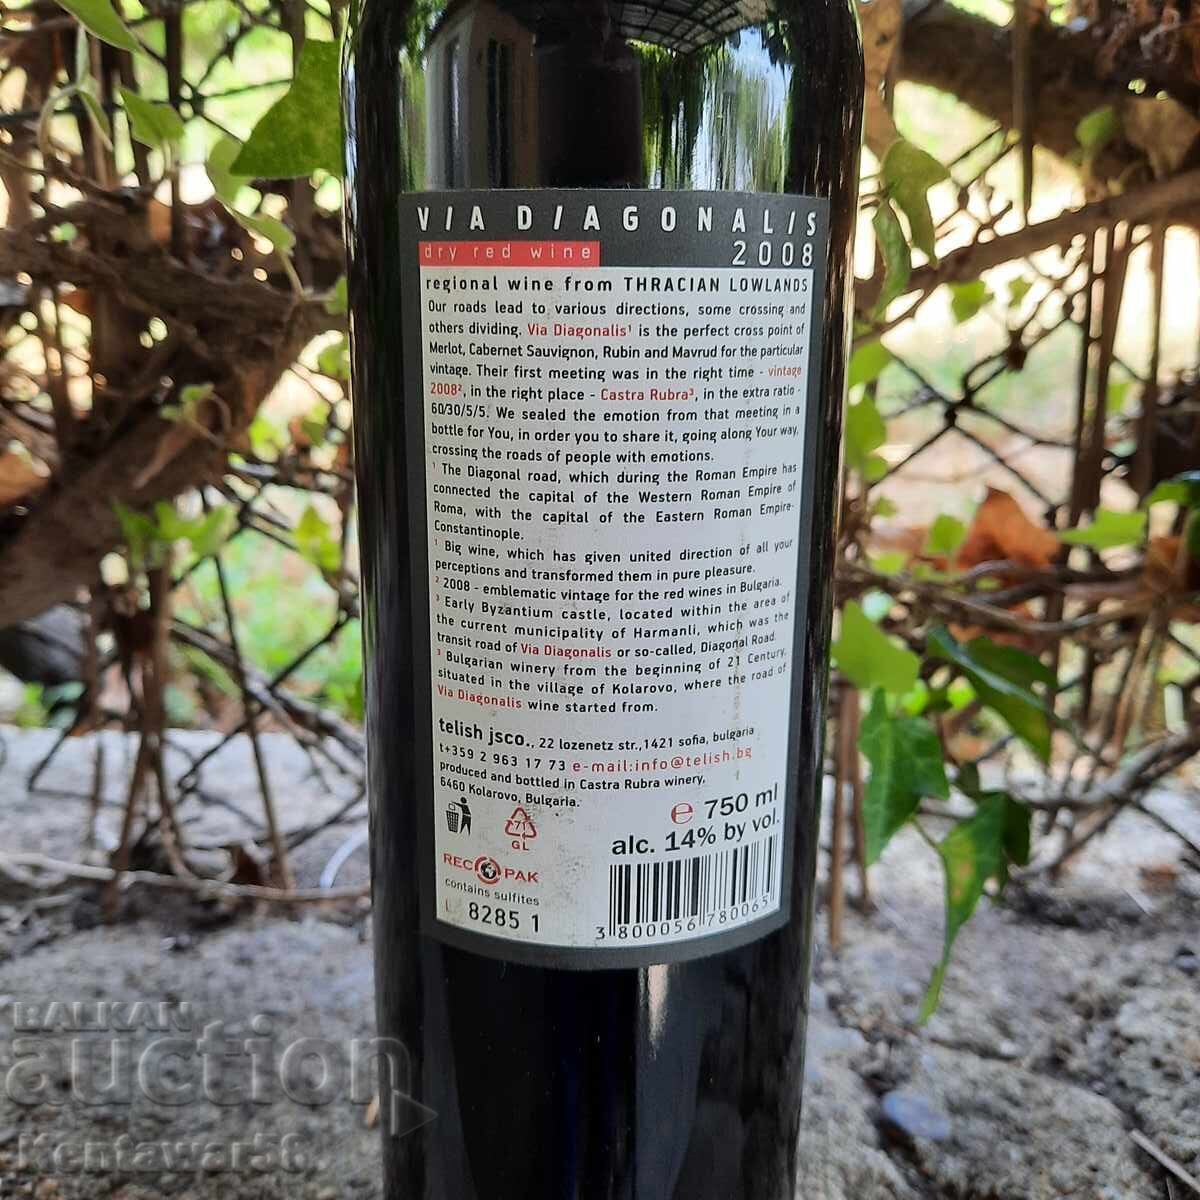 VIA DIAGONALIS
dry red wine 2008
regional wine from THRACIAN LOWLANDS
Our roads lead to various directions, some crossing and
others dividing. Via Diagonalis¹ is the perfect cross point of
Merlot, Cabernet Sauvignon, Rubin and Mavrud for the particular
vintage. Their first meeting was in the right time - vintage
2008², in the right place - Castra Rubra³, in the extra ratio -
60/30/5/5. We sealed the emotion from that meeting in a
bottle for You, in order you to share it, going along Your way,
crossing the roads of people with emotions.
¹ The Diagonal road, which during the Roman Empire has
connected the capital of the Western Roman Empire of
Roma, with the capital of the Eastern Roman Empire-
Constantinople.
¹ Big wine, which has given united direction of all your
perceptions and transformed them in pure pleasure.
² 2008 - emblematic vintage for the red wines in Bulgaria.
³ Early Byzantium castle, located within the area of
the current municipality of Harmanli, which was the
transit road of Via Diagonalis or so-called, Diagonal Road.
³ Bulgarian winery from the beginning of 21 Century,
situated in the village of Kolarovo, where the road of
Via Diagonalis wine started from.
telish jsco., 22 lozenetz str.,1421 sofia, bulgaria
t+359 2 963 17 73 e-mail:info@telish.bg
produced and bottled in Castra Rubra winery,
6460 Kolarovo, Bulgaria.
71
GL
e 750 ml
alc. 14% by vol.
REC PAK
contains sulfites
L 8285 1
3 800056 780065
BALKAN
auction
Kentawar56.